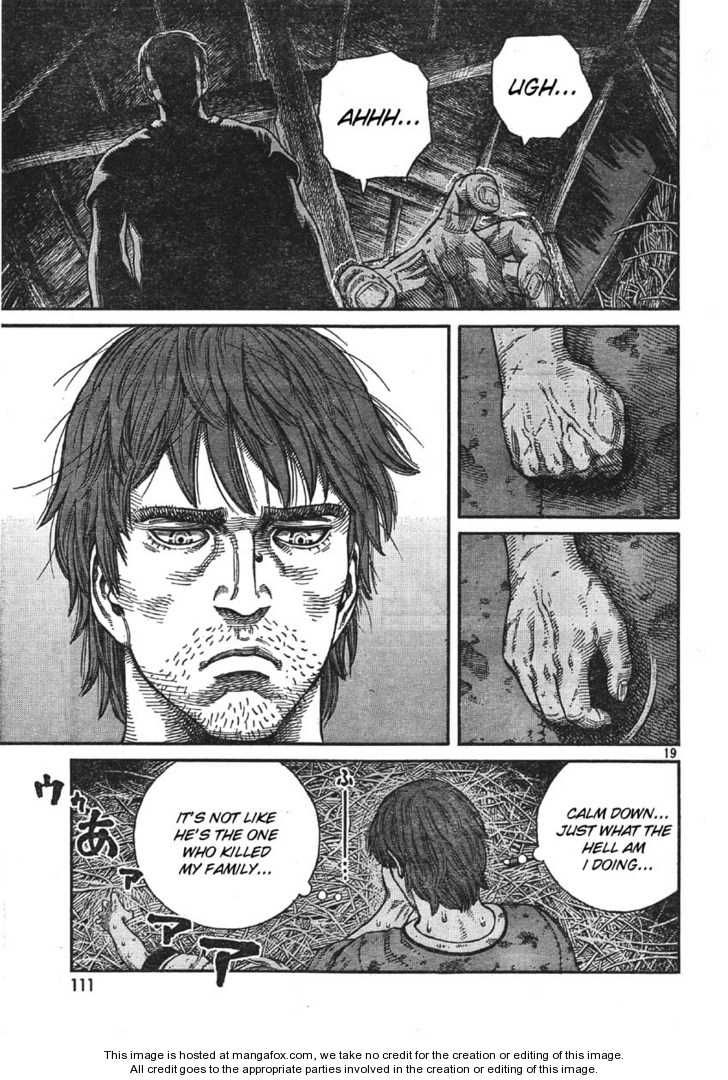 UGH...
AHHH...
19
CALM DOWN...
JUST WHAT THE
HELL AM
I DOING...
ふ
IT'S NOT LIKE
HE'S THE ONE
WHO KILLED
MY FAMILY...
ウウ
あ
ア
ア
ア
111
This image is hosted at mangafox.com, we take no credit for the creation or editing of this image.
All credit goes to the appropriate parties involved in the creation or editing of this image.